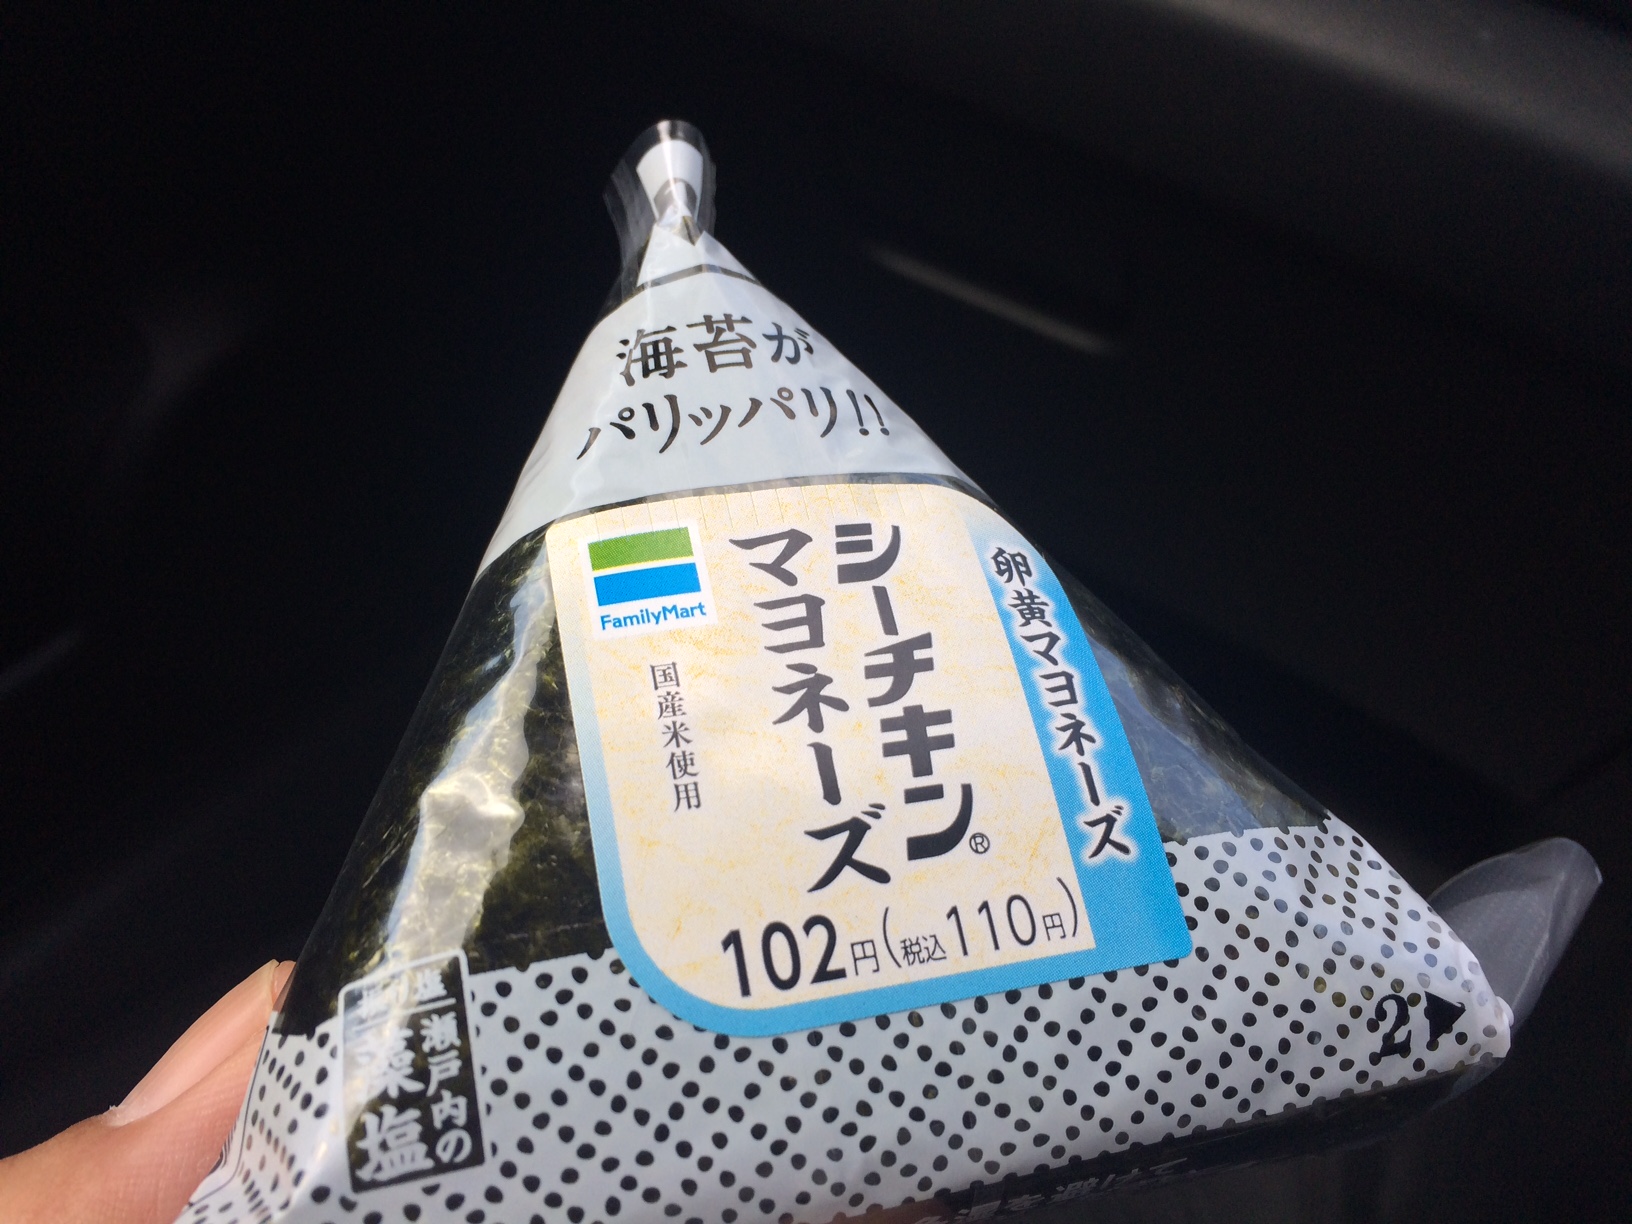 海苔が
パリッパリ!!
FamilyMart
卵黄マヨネーズ
シーチキン®
マヨネーズ
国産米使用
102円(税込110円)
2
瀬戸内の
藻塩